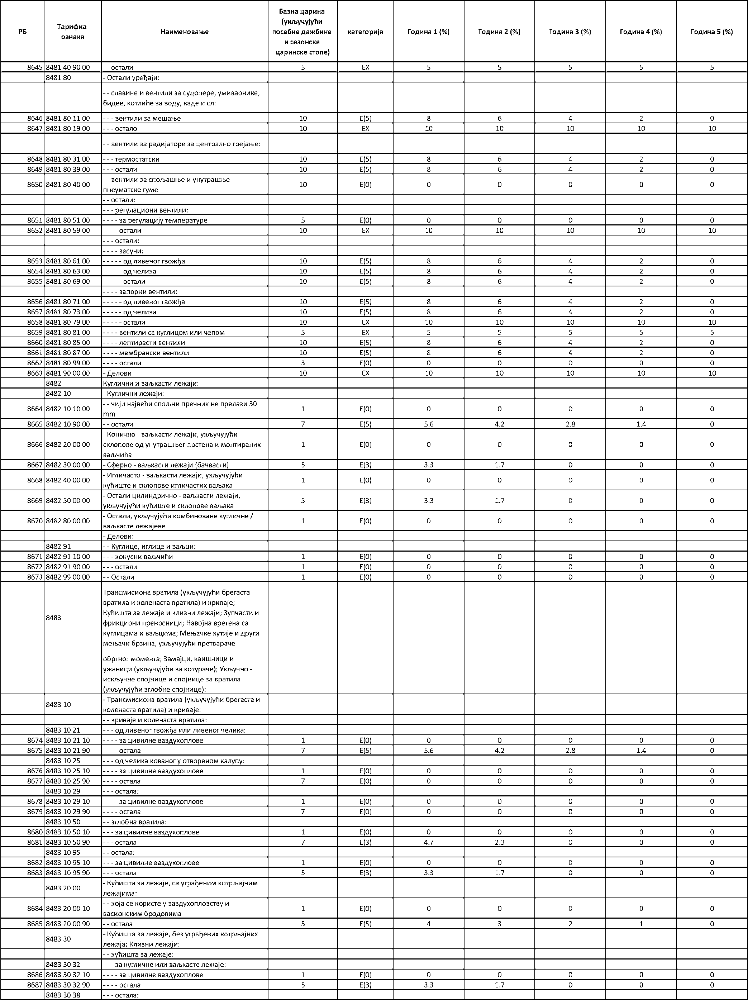 РБ Тарифна ознака Наименовање Базна царина (укључујући посебне дажбине и сезонске царинске стопе) категорија Година 1 (%) Година 2 (%) Година 3 (%) Година 4 (%) Година 5 (%)
8645 8481 40 90 00 - - остали 5 EX 5 5 5 5 5
8481 80 - Остали уређаји:
- - славине и вентили за судопере, умиваонике,
бидее, котлиће за воду, каде и сл:
8646 8481 80 11 00 - - - вентили за мешање 10 E(5) 8 6 4 2 0
8647 8481 80 19 00 - - - остало 10 EX 10 10 10 10 10
- - вентили за радијаторе за централно грејање:
8648 8481 80 31 00 - - - термостатски 10 E(5) 8 6 4 2 0
8649 8481 80 39 00 - - - остали 10 E(5) 8 6 4 2 0
8650 8481 80 40 00 - - вентили за спољашње и унутрашње
пнеуматске гуме 10 E(0) 0 0 0 0 0
- - остали:
- - - регулациони вентили:
8651 8481 80 51 00 - - - - за регулацију температуре 5 E(0) 0 0 0 0 0
8652 8481 80 59 00 - - - - остали 10 EX 10 10 10 10 10
- - - остали:
- - - - засуни:
8653 8481 80 61 00 - - - - - од ливеног гвожђа 10 E(5) 8 6 4 2 0
8654 8481 80 63 00 - - - - - од челика 10 E(5) 8 6 4 2 0
8655 8481 80 69 00 - - - - - остали 10 E(5) 8 6 4 2 0
- - - - запорни вентили:
8656 8481 80 71 00 - - - - - од ливеног гвожђа 10 E(5) 8 6 4 2 0
8657 8481 80 73 00 - - - - - од челика 10 E(5) 8 6 4 2 0
8658 8481 80 79 00 - - - - - остали 10 EX 10 10 10 10 10
8659 8481 80 81 00 - - - - вентили са куглицом или чепом 5 EX 5 5 5 5 5
8660 8481 80 85 00 - - - - лептирасти вентили 10 E(5) 8 6 4 2 0
8661 8481 80 87 00 - - - - мембрански вентили 10 E(5) 8 6 4 2 0
8662 8481 80 99 00 - - - - остали 3 E(0) 0 0 0 0 0
8663 8481 90 00 00 - Делови 10 EX 10 10 10 10 10
8482 Куглични и ваљкасти лежаји:
8482 10 - Куглични лежаји:
8664 8482 10 10 00 - - чији највећи спољни пречник не прелази 30
mm 1 E(0) 0 0 0 0 0
8665 8482 10 90 00 - - остали 7 E(5) 5.6 4.2 2.8 1.4 0
8666 8482 20 00 00 - Конично - ваљкасти лежаји, укључујући
склопове од унутрашњег прстена и монтираних
ваљчића 1 E(0) 0 0 0 0 0
8667 8482 30 00 00 - Сферно - ваљкасти лежаји (бачвасти) 5 E(3) 3.3 1.7 0 0 0
8668 8482 40 00 00 - Игличасто - ваљкасти лежаји, укључујући
кућиште и склопове игличастих ваљака 1 E(0) 0 0 0 0 0
8669 8482 50 00 00 - Остали цилиндрично - ваљкасти лежаји,
укључујући кућиште и склопове ваљака 5 E(3) 3.3 1.7 0 0 0
8670 8482 80 00 00 - Остали, укључујући комбиноване кугличне /
ваљкасте лежајеве 1 E(0) 0 0 0 0 0
- Делови:
8482 91 - - Куглице, иглице и ваљци:
8671 8482 91 10 00 - - - конусни ваљчићи 1 E(0) 0 0 0 0 0
8672 8482 91 90 00 - - - остали 1 E(0) 0 0 0 0 0
8673 8482 99 00 00 - - Остали 1 E(0) 0 0 0 0 0
8483 Трансмисиона вратила (укључујући брегаста
вратила и коленаста вратила) и криваје;
Кућишта за лежаје и клизни лежаји; Зупчасти и
фрикциони преносници; Навојна вретена са
куглицама и ваљцима; Мењачке кутије и други
мењачи брзина, укључујући претвараче
обртног момента; Замајци, каишници и
ужаници (укључујући за котураче); Укључно -
искључне спојнице и спојнице за вратила
(укључујући зглобне спојнице):
8483 10 - Трансмисиона вратила (укључујући брегаста и
коленаста вратила) и криваје:
- - криваје и коленаста вратила:
8483 10 21 - - - од ливеног гвожђа или ливеног челика:
8674 8483 10 21 10 - - - - за цивилне ваздухоплове 1 E(0) 0 0 0 0 0
8675 8483 10 21 90 - - - - остала 7 E(5) 5.6 4.2 2.8 1.4 0
8483 10 25 - - - од челика кованог у отвореном калупу:
8676 8483 10 25 10 - - - - за цивилне ваздухоплове 1 E(0) 0 0 0 0 0
8677 8483 10 25 90 - - - - остала 7 E(0) 0 0 0 0 0
8483 10 29 - - - остала:
8678 8483 10 29 10 - - - - за цивилне ваздухоплове 1 E(0) 0 0 0 0 0
8679 8483 10 29 90 - - - - остала 7 E(0) 0 0 0 0 0
8483 10 50 - - зглобна вратила:
8680 8483 10 50 10 - - - за цивилне ваздухоплове 1 E(0) 0 0 0 0 0
8681 8483 10 50 90 - - - остала 7 E(3) 4.7 2.3 0 0 0
8483 10 95 - - остала:
8682 8483 10 95 10 - - - за цивилне ваздухоплове 1 E(0) 0 0 0 0 0
8683 8483 10 95 90 - - - остала 5 E(3) 3.3 1.7 0 0 0
8483 20 00 - Кућишта за лежаје, са уграђеним котрљајним
лежајима:
8684 8483 20 00 10 - - која се користе у ваздухопловству и
васионским бродовима 1 E(0) 0 0 0 0 0
8685 8483 20 00 90 - - остала 5 E(5) 4 3 2 1 0
8483 30 - Кућишта за лежаје, без уграђених котрљајних
лежаја; Клизни лежаји:
- - кућишта за лежаје:
8483 30 32 - - - за кугличне или ваљкасте лежаје:
8686 8483 30 32 10 - - - - за цивилне ваздухоплове 1 E(0) 0 0 0 0 0
8687 8483 30 32 90 - - - - остала 5 E(3) 3.3 1.7 0 0 0
8483 30 38 - - - остала: